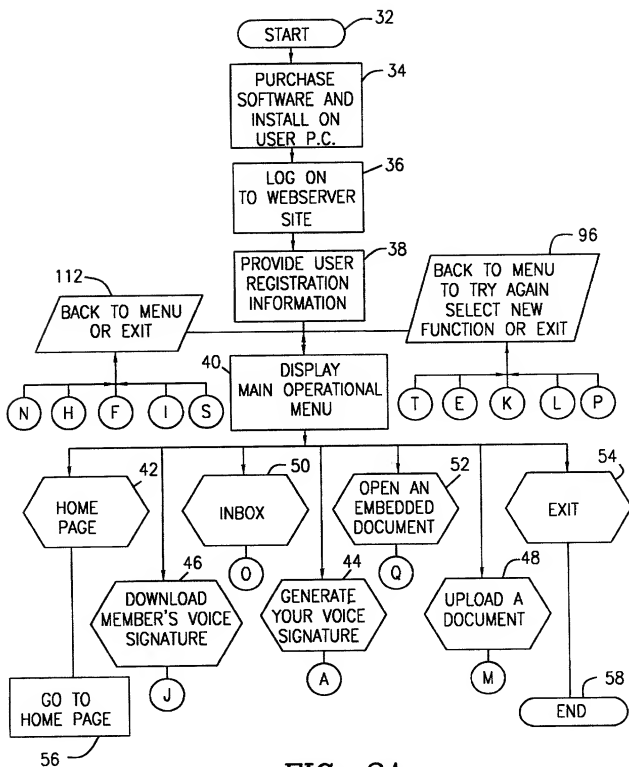 START
32
PURCHASE
SOFTWARE AND
INSTALL ON
USER P.C.
34
LOG ON
TO WEBSERVER
SITE
36
PROVIDE USER
REGISTRATION
INFORMATION
38
112
BACK TO MENU
OR EXIT
96
BACK TO MENU
TO TRY AGAIN
SELECT NEW
FUNCTION OR EXIT
40
DISPLAY
MAIN OPERATIONAL
MENU
N H F I S
T E K L P
42
HOME
PAGE
50
INBOX
O
52
OPEN AN
EMBEDDED
DOCUMENT
Q
54
EXIT
46
DOWNLOAD
MEMBER'S VOICE
SIGNATURE
J
44
GENERATE
YOUR VOICE
SIGNATURE
A
48
UPLOAD A
DOCUMENT
M
GO TO
HOME PAGE
56
58
END